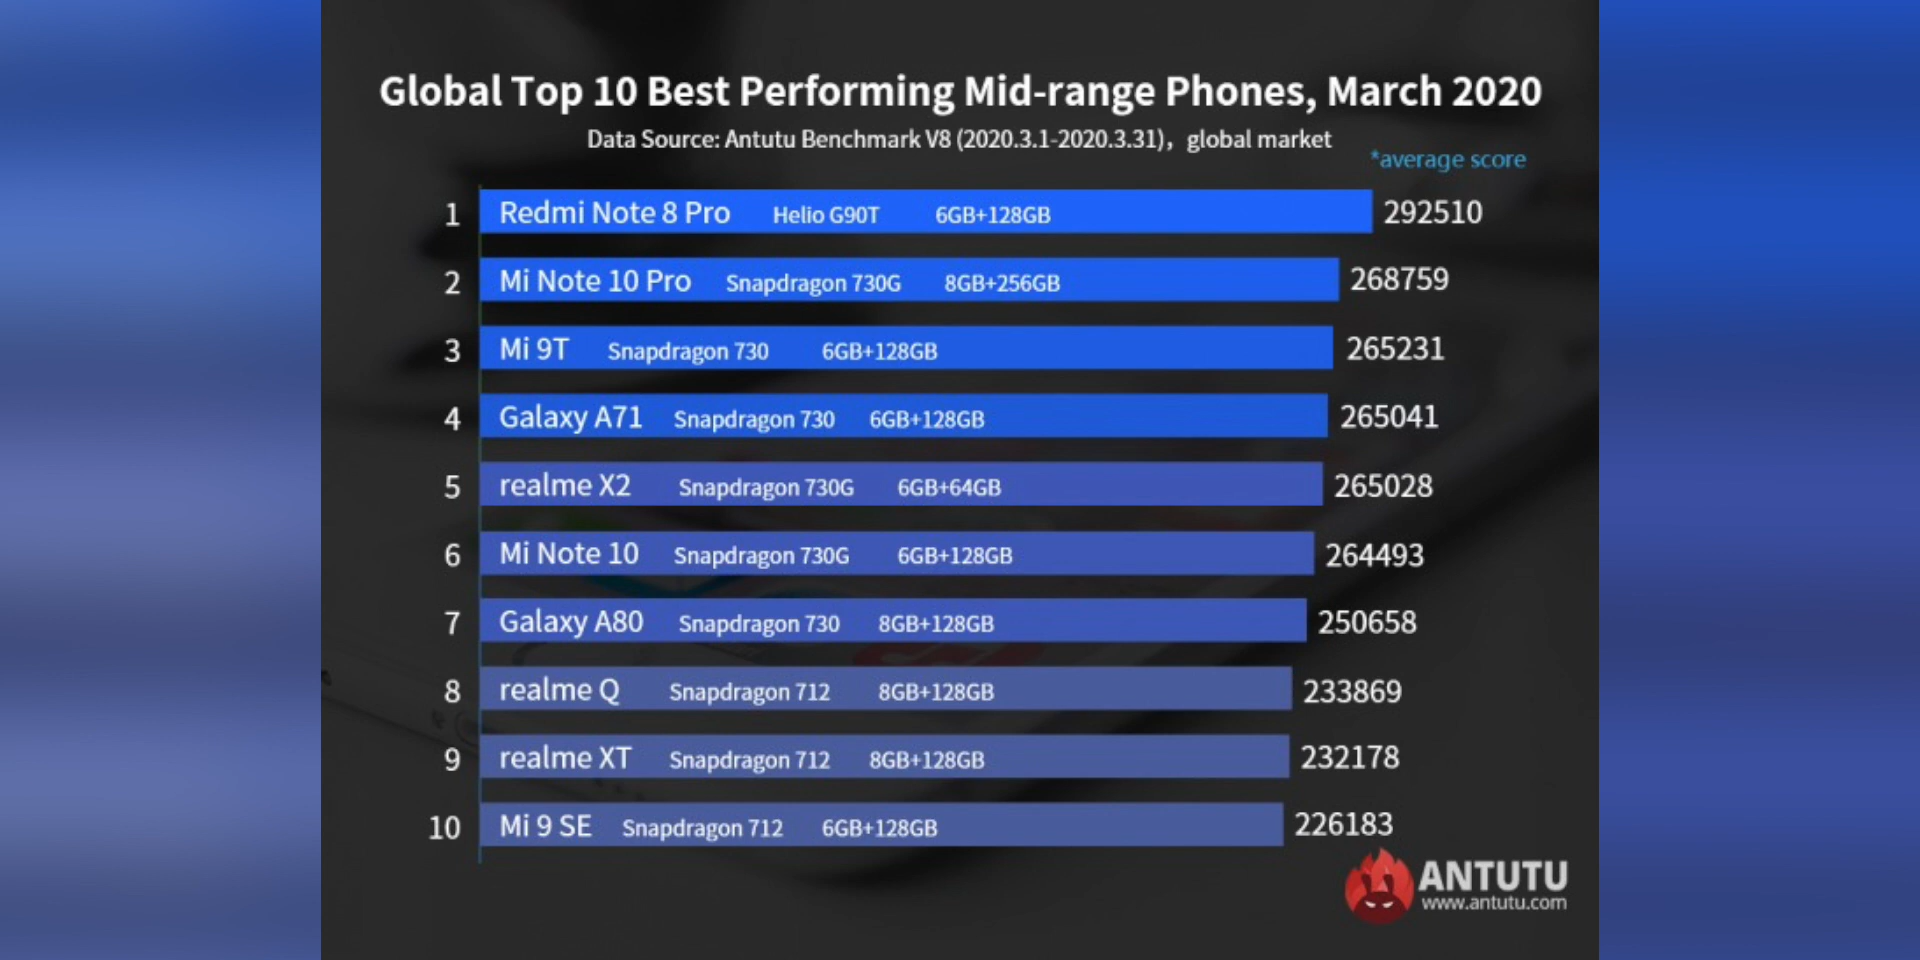 Global Top 10 Best Performing Mid-range Phones, March 2020
Data Source: Antutu Benchmark V8 (2020.3.1-2020.3.31)，global market
*average score
1 Redmi Note 8 Pro Helio G90T 6GB+128GB 292510
2 Mi Note 10 Pro Snapdragon 730G 8GB+256GB 268759
3 Mi 9T Snapdragon 730 6GB+128GB 265231
4 Galaxy A71 Snapdragon 730 6GB+128GB 265041
5 realme X2 Snapdragon 730G 6GB+64GB 265028
6 Mi Note 10 Snapdragon 730G 6GB+128GB 264493
7 Galaxy A80 Snapdragon 730 8GB+128GB 250658
8 realme Q Snapdragon 712 8GB+128GB 233869
9 realme XT Snapdragon 712 8GB+128GB 232178
10 Mi 9 SE Snapdragon 712 6GB+128GB 226183
ANTUTU
www.antutu.com